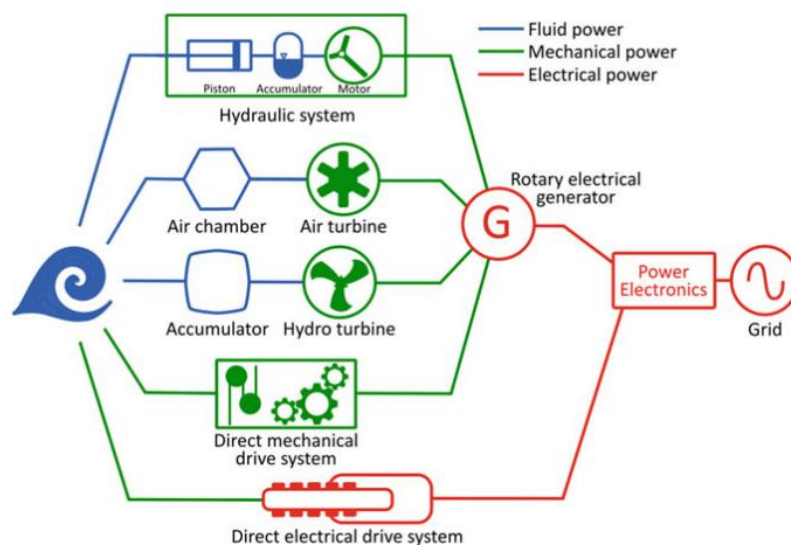 Fluid power
Mechanical power
Electrical power
Piston
Accumulator
Motor
Hydraulic system
Rotary electrical
generator
G
Air chamber
Air turbine
Power
Electronics
Grid
Accumulator
Hydro turbine
Direct mechanical
drive system
Direct electrical drive system